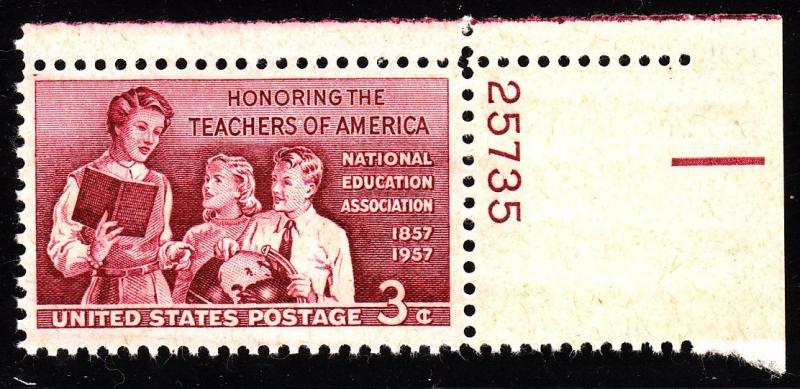 HONORING THE
TEACHERS OF AMERICA
NATIONAL
EDUCATION
ASSOCIATION
1857
1957
3¢
UNITED STATES POSTAGE
25735